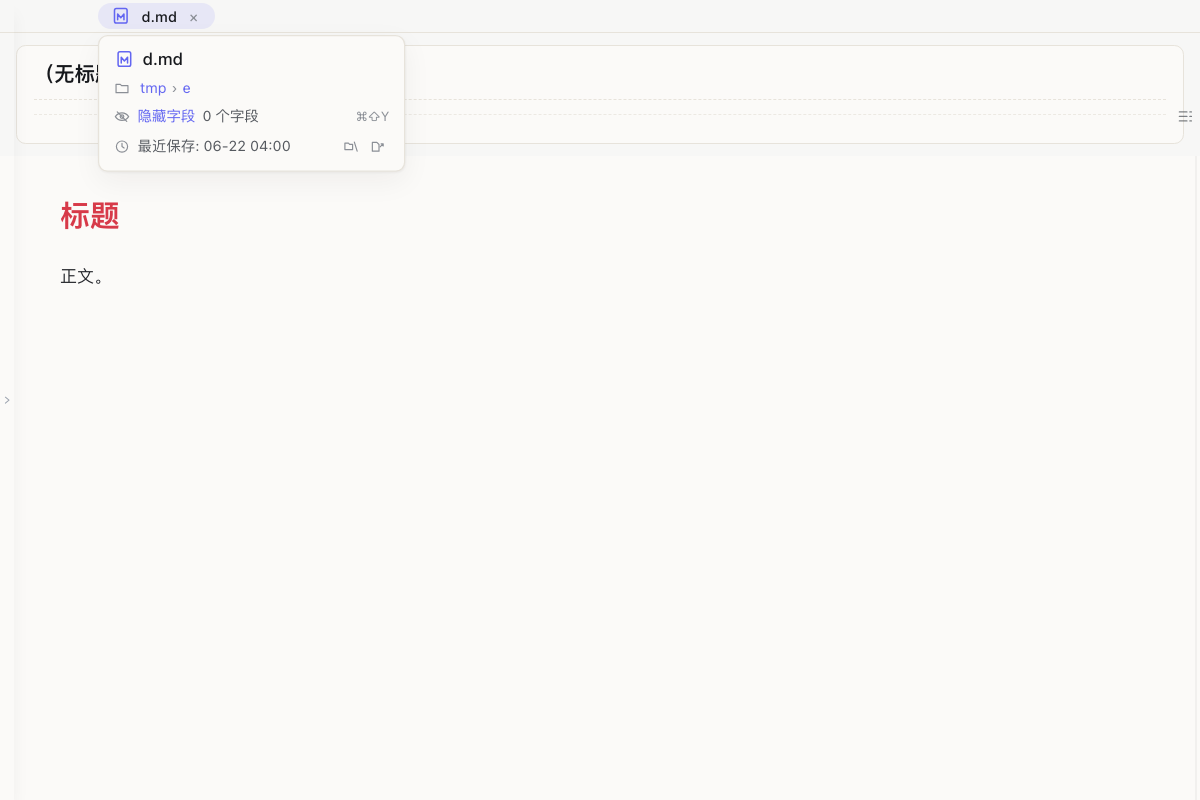 d.md ×
d.md
tmp › e
隐藏字段 0 个字段 ⌘⇧Y
最近保存: 06-22 04:00
（无标
标题
正文。